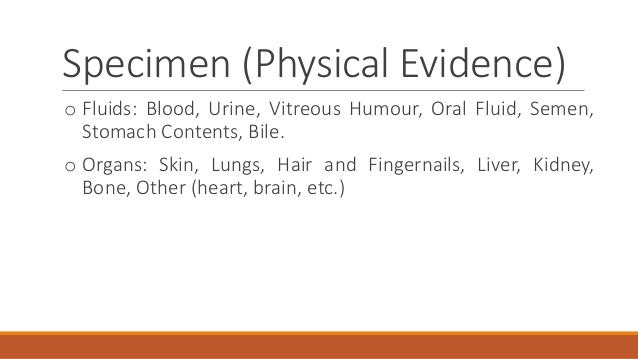 Specimen (Physical Evidence)
o Fluids: Blood, Urine, Vitreous Humour, Oral Fluid, Semen,
Stomach Contents, Bile.
o Organs: Skin, Lungs, Hair and Fingernails, Liver, Kidney,
Bone, Other (heart, brain, etc.)